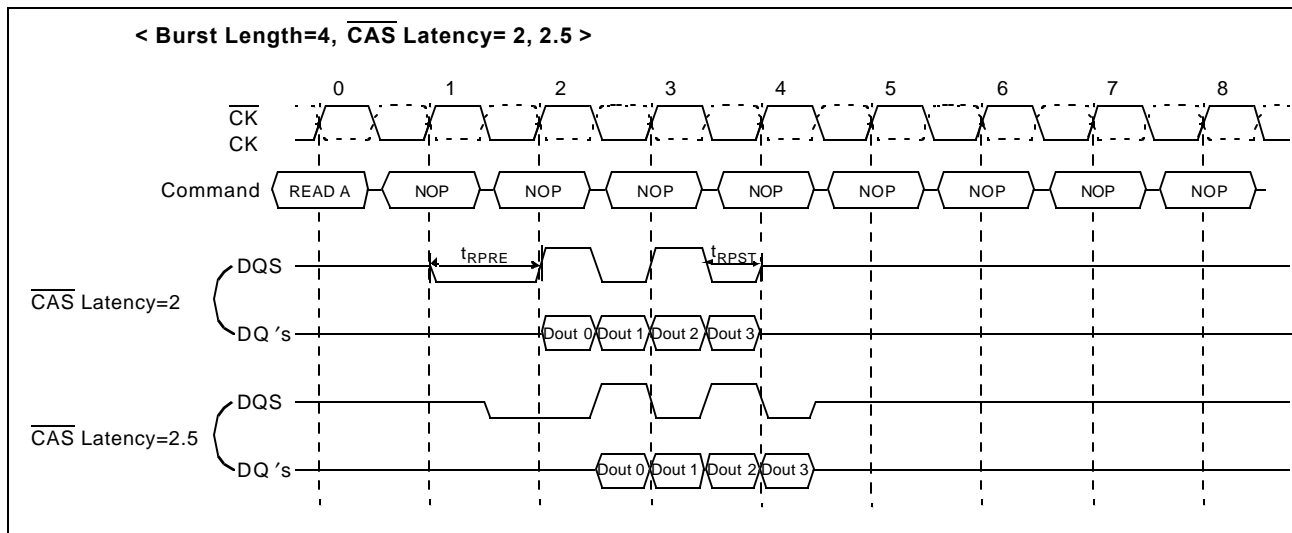 < Burst Length=4, CAS Latency= 2, 2.5 >
0 1 2 3 4 5 6 7 8
CK
CK
Command READ A NOP NOP NOP NOP NOP NOP NOP NOP
tRPRE tRPST
DQS
CAS Latency=2
DQ 's Dout 0 Dout 1 Dout 2 Dout 3
DQS
CAS Latency=2.5
DQ 's Dout 0 Dout 1 Dout 2 Dout 3